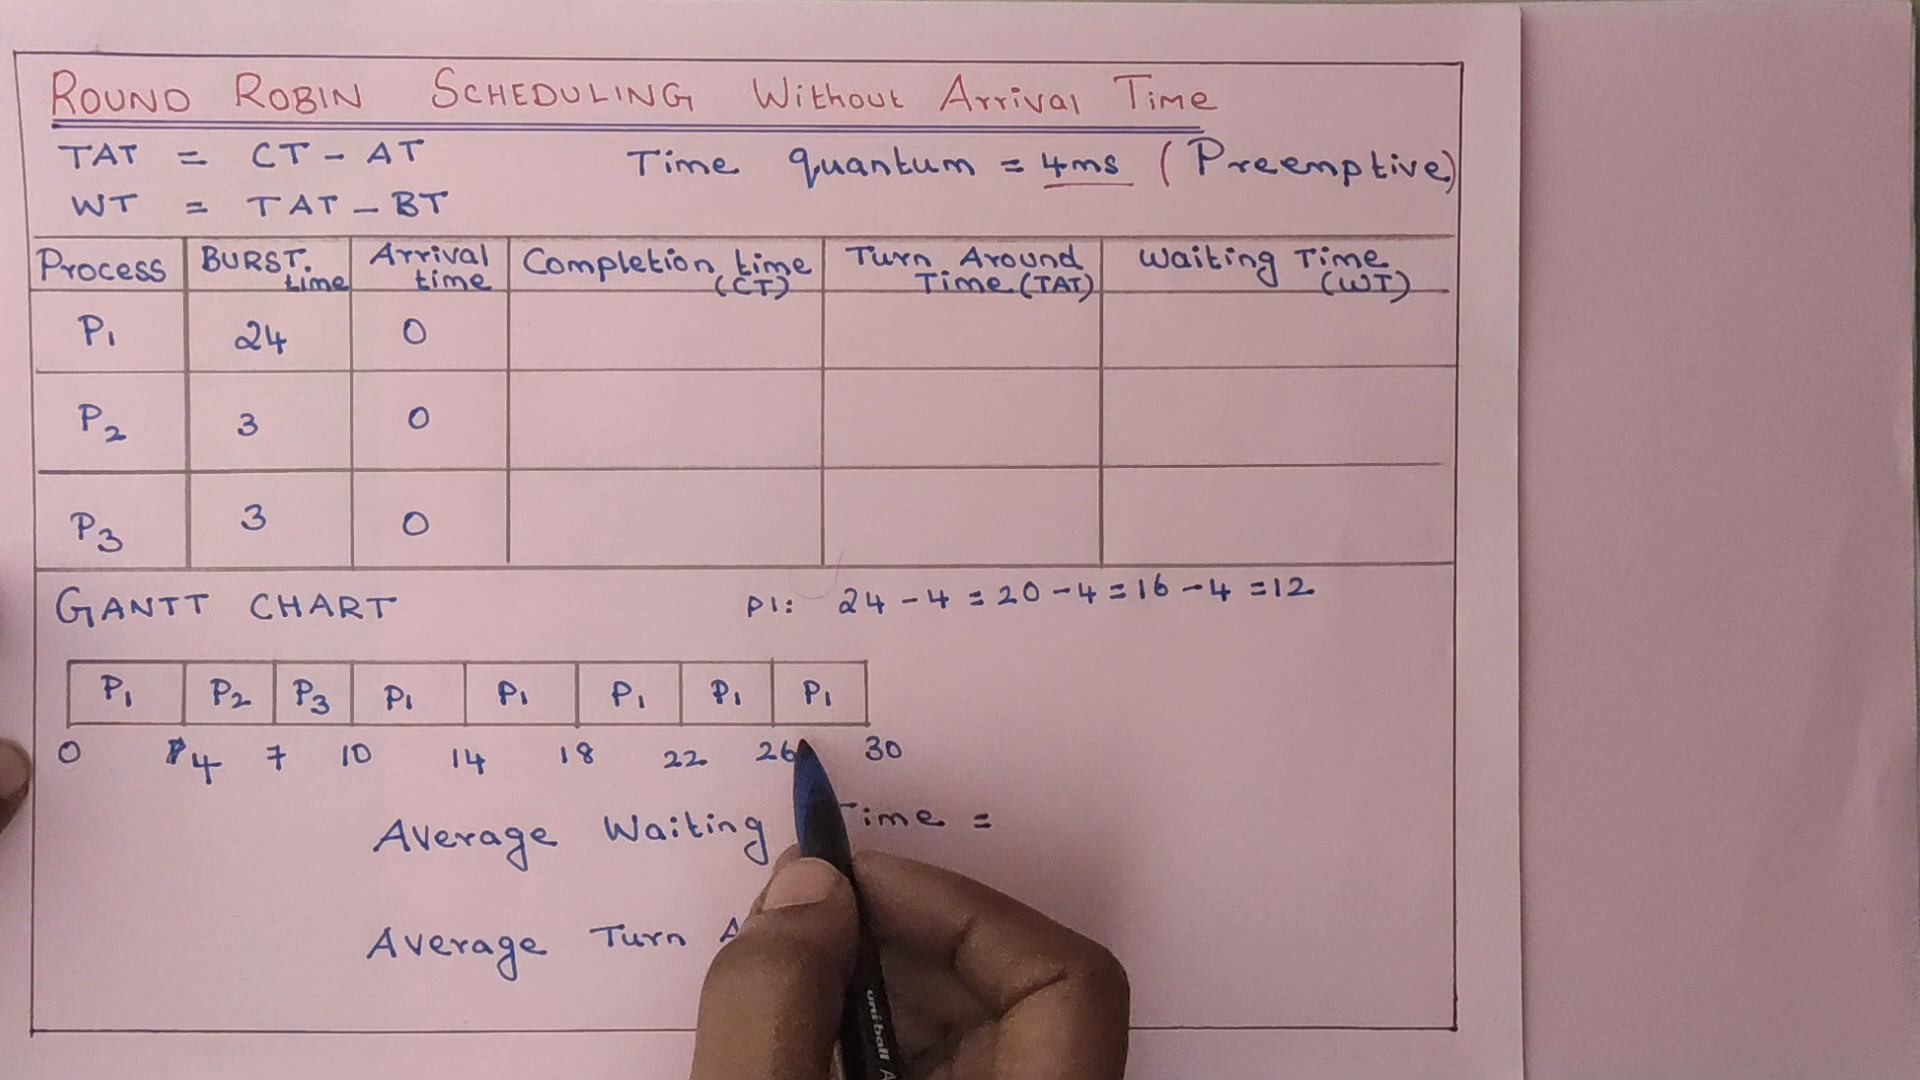 ROUND ROBIN SCHEDULING Without Arrival Time
TAT = CT - AT
Time quantum = 4ms (Preemptive)
WT = TAT - BT
Process BURST time Arrival time Completion time (CT) Turn Around Time (TAT) Waiting Time (WT)
P1 24 0
P2 3 0
P3 3 0
GANTT CHART
P1: 24 - 4 = 20 - 4 = 16 - 4 = 12
P1 P2 P3 P1 P1 P1 P1 P1
0 4 7 10 14 18 22 26 30
Average Waiting Time =
Average Turn
uni-ball